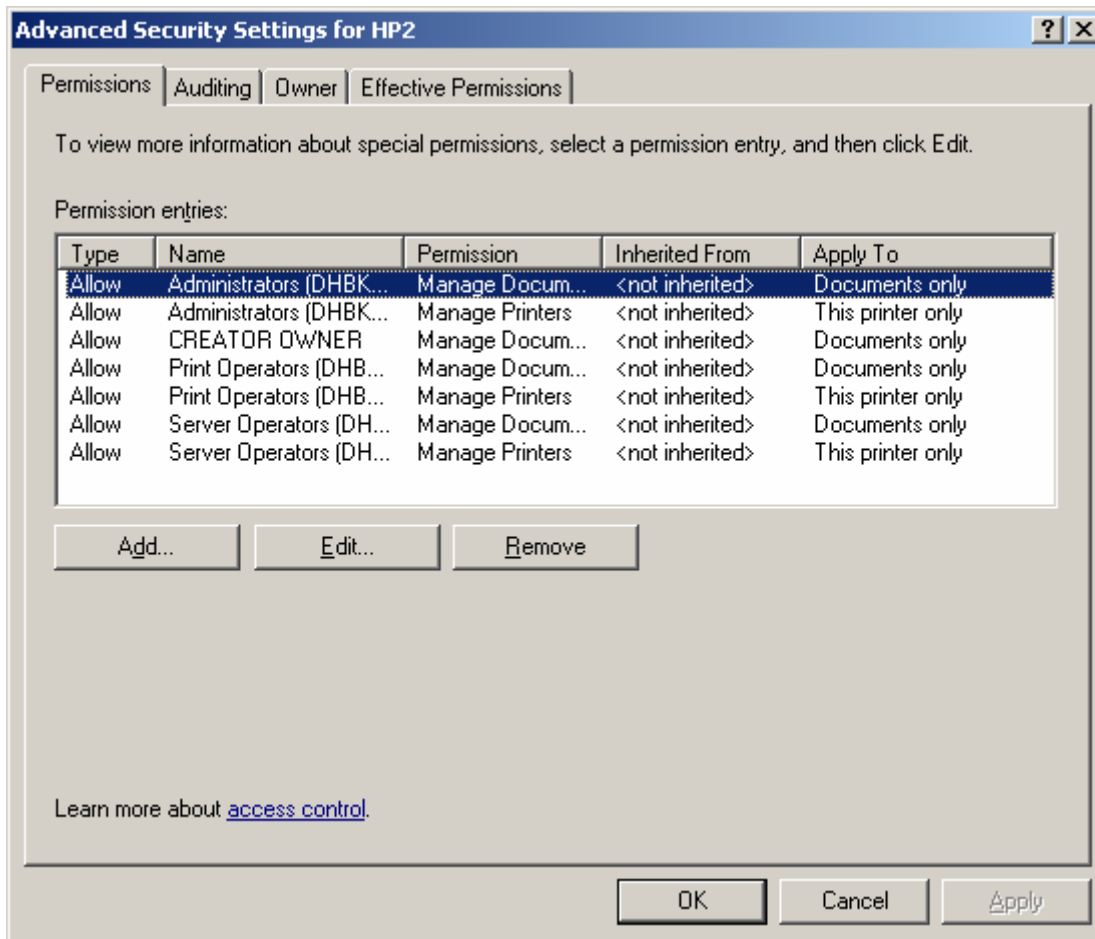 Advanced Security Settings for HP2
Permissions Auditing Owner Effective Permissions
To view more information about special permissions, select a permission entry, and then click Edit.
Permission entries:
Type Name Permission Inherited From Apply To
Allow Administrators (DHBK... Manage Docum... <not inherited> Documents only
Allow Administrators (DHBK... Manage Printers <not inherited> This printer only
Allow CREATOR OWNER Manage Docum... <not inherited> Documents only
Allow Print Operators (DHB... Manage Docum... <not inherited> Documents only
Allow Print Operators (DHB... Manage Printers <not inherited> This printer only
Allow Server Operators (DH... Manage Docum... <not inherited> Documents only
Allow Server Operators (DH... Manage Printers <not inherited> This printer only
Add... Edit... Remove
Learn more about access control.
OK Cancel Apply